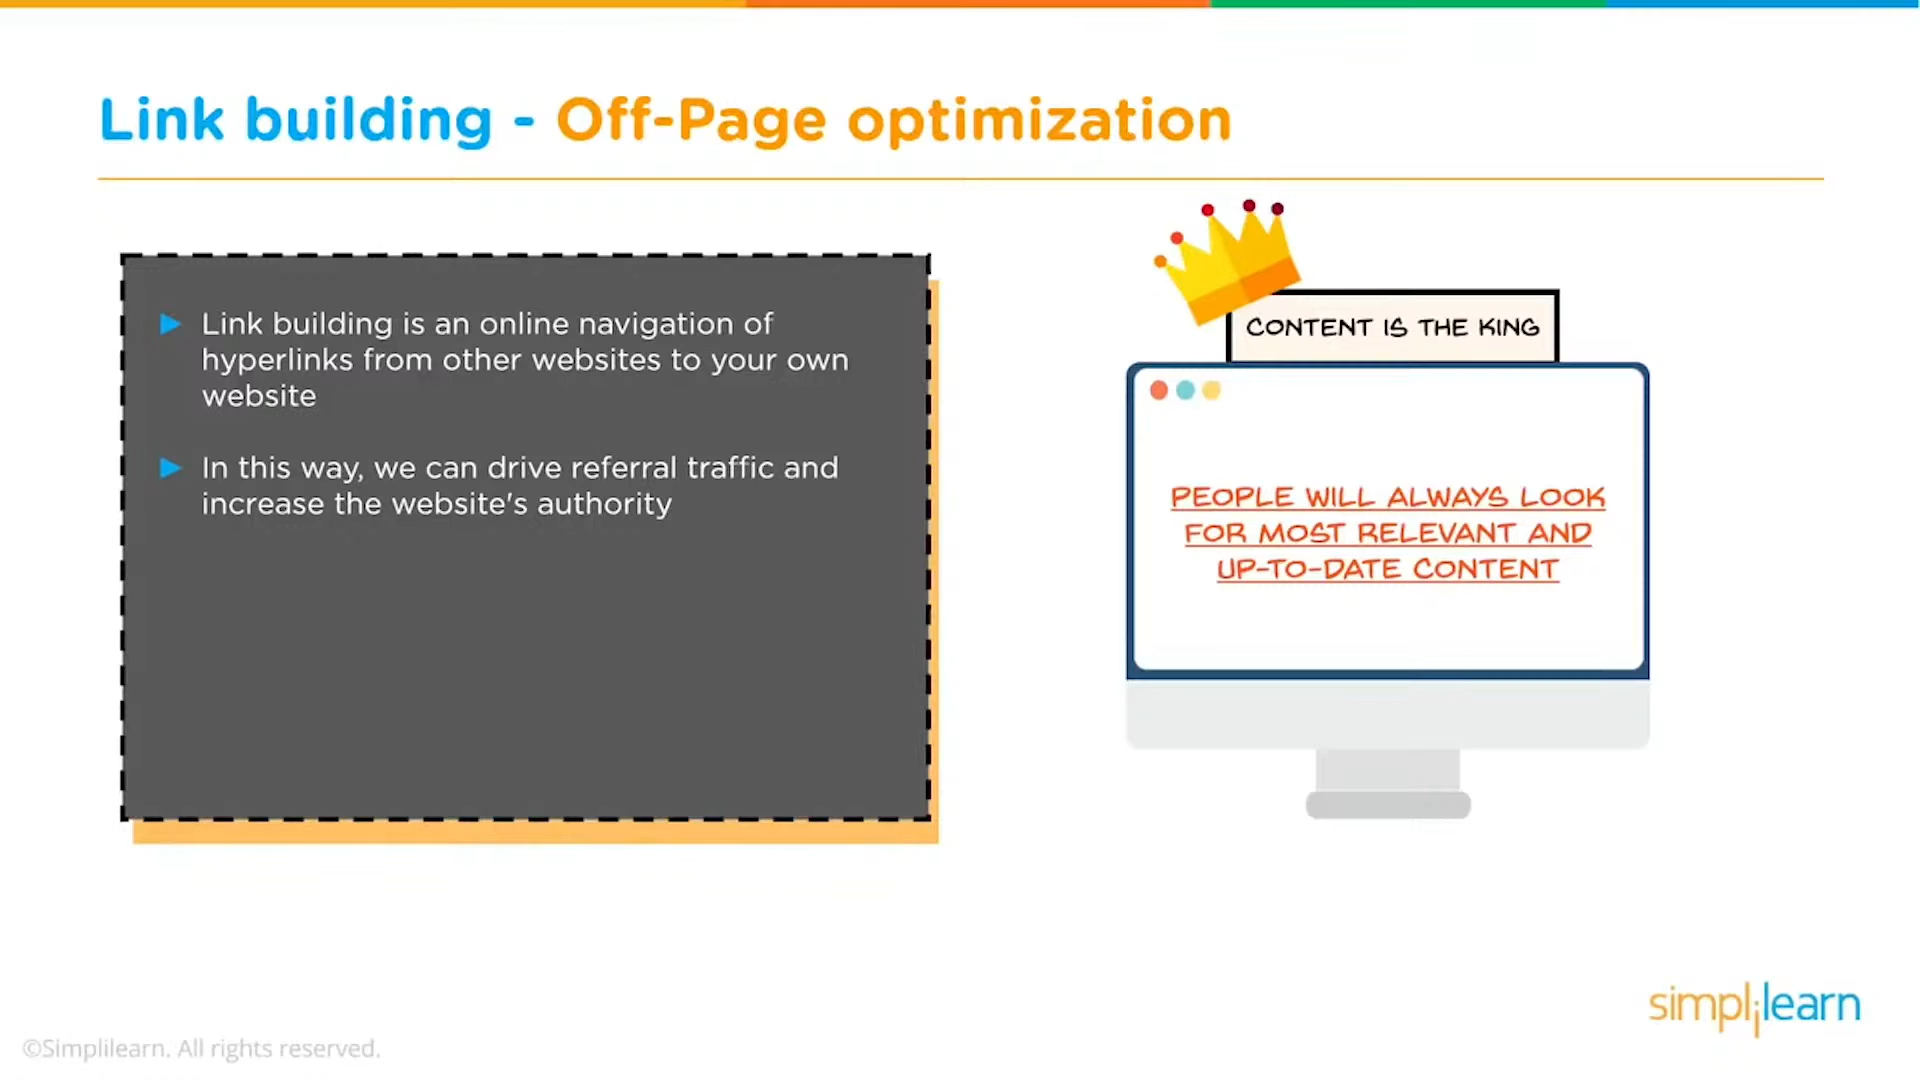 Link building - Off-Page optimization
Link building is an online navigation of
hyperlinks from other websites to your own
website
In this way, we can drive referral traffic and
increase the website's authority
CONTENT IS THE KING
PEOPLE WILL ALWAYS LOOK
FOR MOST RELEVANT AND
UP-TO-DATE CONTENT
simplilearn
©Simplilearn. All rights reserved.